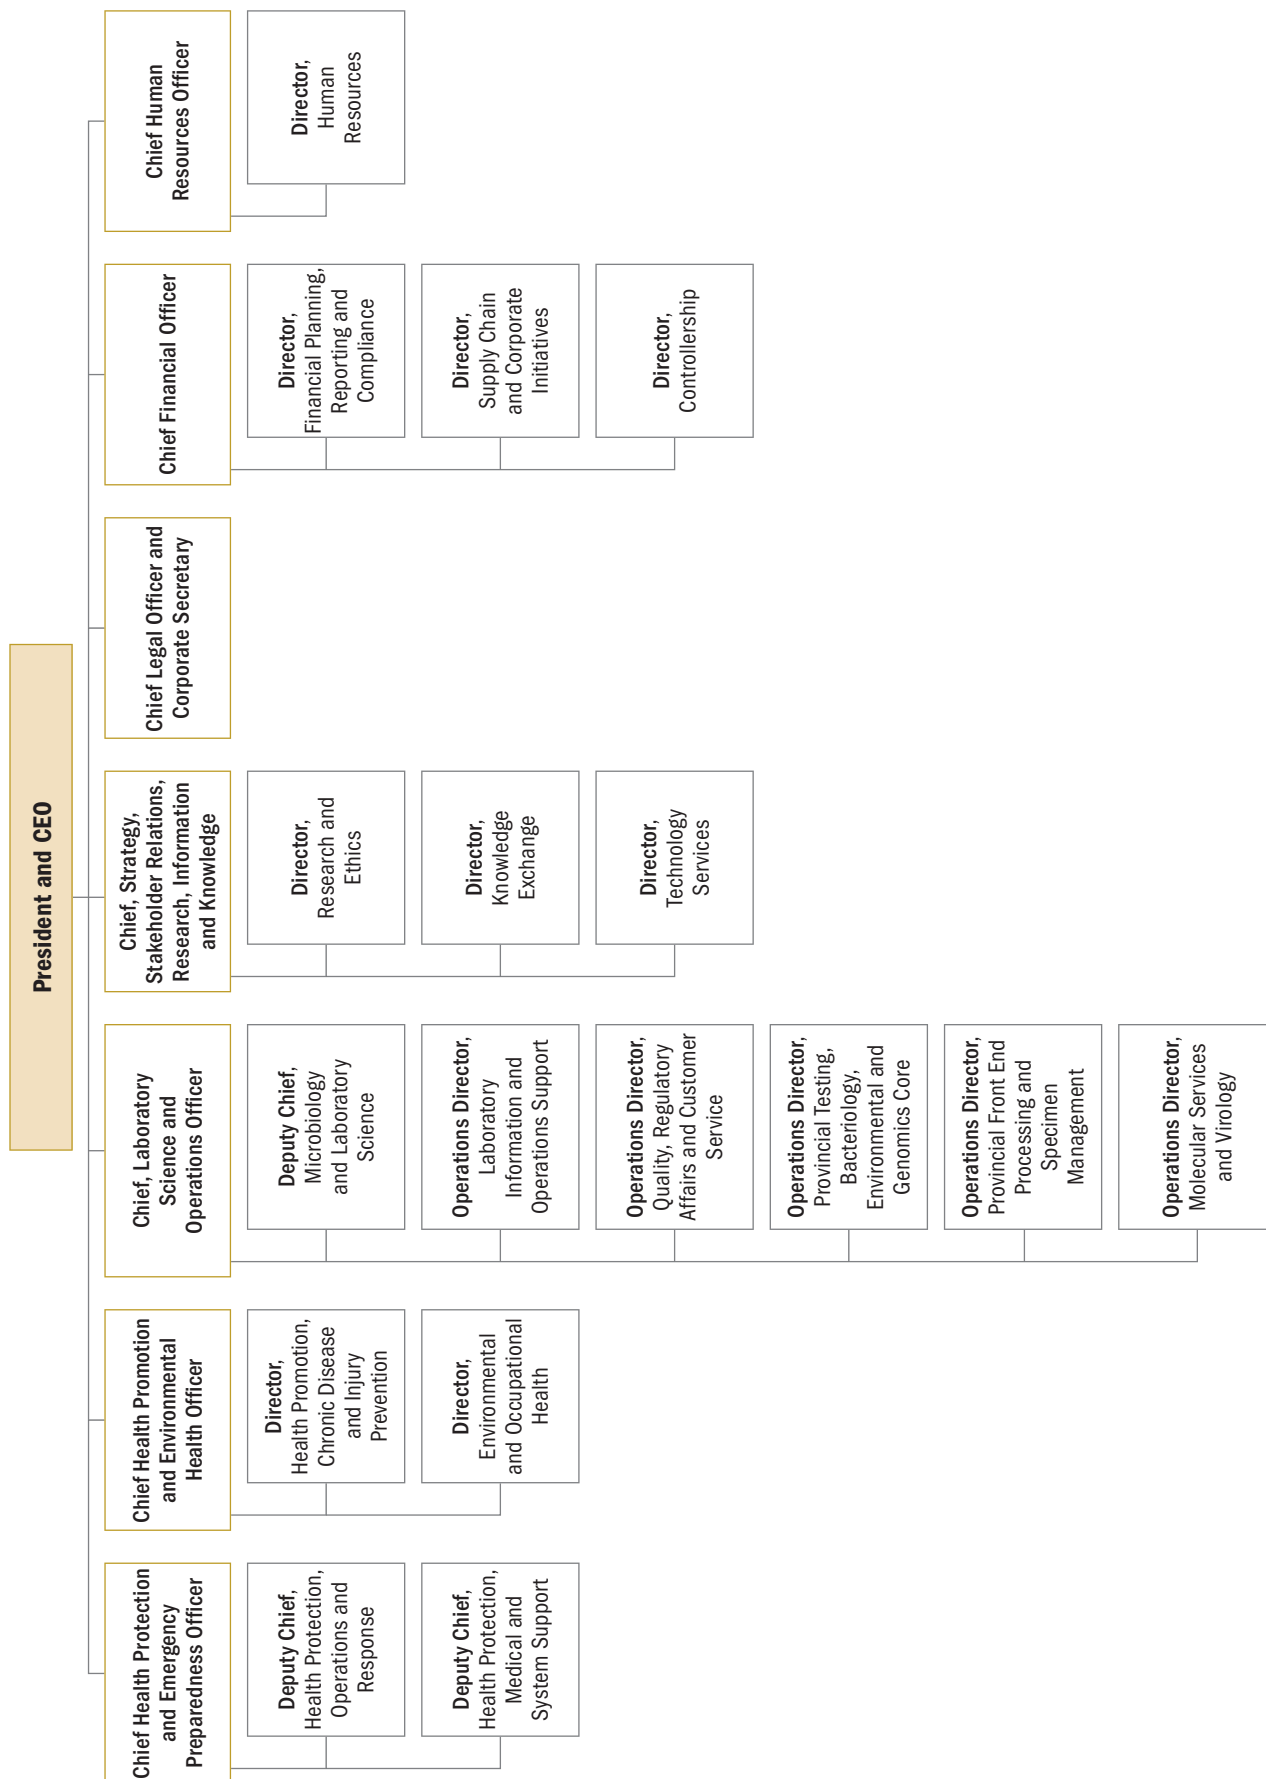 President and CEO
Chief Health Protection
and Emergency
Preparedness Officer
Deputy Chief,
Health Protection,
Operations and
Response
Deputy Chief,
Health Protection,
Medical and
System Support
Chief Health Promotion
and Environmental
Health Officer
Director,
Health Promotion,
Chronic Disease
and Injury
Prevention
Director,
Environmental
and Occupational
Health
Chief, Laboratory
Science and
Operations Officer
Deputy Chief,
Microbiology
and Laboratory
Science
Operations Director,
Laboratory
Information and
Operations Support
Operations Director,
Quality, Regulatory
Affairs and Customer
Service
Operations Director,
Provincial Testing,
Bacteriology,
Environmental and
Genomics Core
Operations Director,
Provincial Front End
Processing and
Specimen
Management
Operations Director,
Molecular Services
and Virology
Chief, Strategy,
Stakeholder Relations,
Research, Information
and Knowledge
Director,
Research and
Ethics
Director,
Knowledge
Exchange
Director,
Technology
Services
Chief Legal Officer and
Corporate Secretary
Chief Financial Officer
Director,
Financial Planning,
Reporting and
Compliance
Director,
Supply Chain
and Corporate
Initiatives
Director,
Controllership
Chief Human
Resources Officer
Director,
Human
Resources